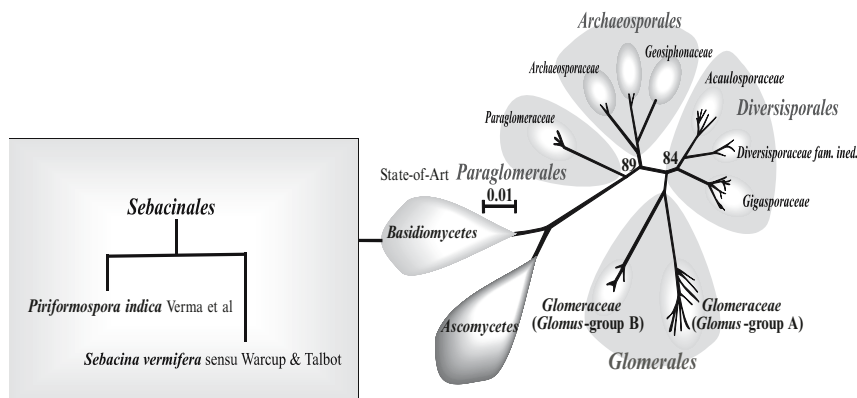 Archaeosporales
Geosiphonaceae
Archaeosporaceae
Acaulosporaceae
Diversisporales
Paraglomeraceae
Diversisporaceae fam. ined.
89
84
State-of-Art
Paraglomerales
0.01
Gigasporaceae
Sebacinales
Basidiomycetes
Piriformospora indica Verma et al
Glomeraceae
(Glomus-group B)
Glomeraceae
(Glomus -group A)
Ascomycetes
Sebacina vermifera sensu Warcup & Talbot
Glomerales